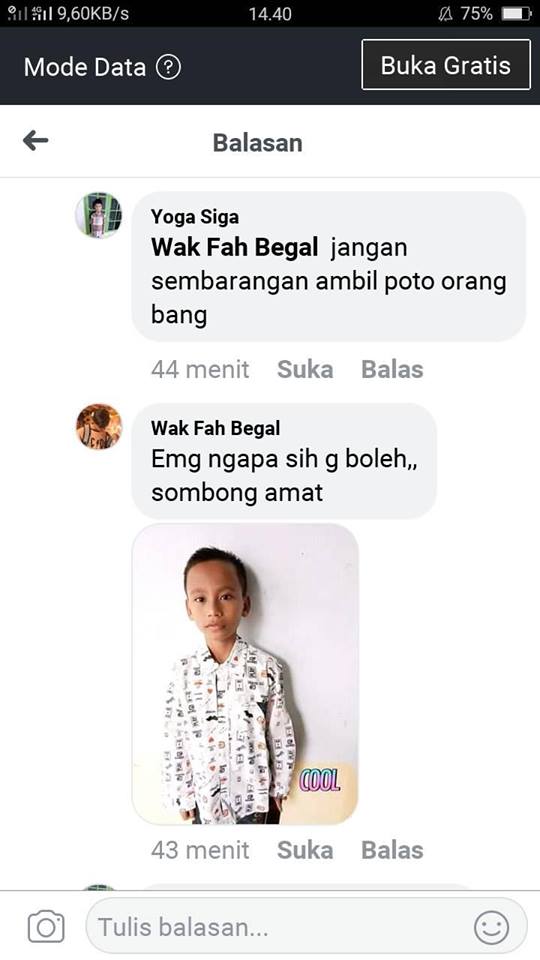 4G 9,60KB/s 14.40 75%
Mode Data ? Buka Gratis
Balasan
Yoga Siga
Wak Fah Begal jangan
sembarangan ambil poto orang
bang
44 menit Suka Balas
Wak Fah Begal
Emg ngapa sih g boleh,,
sombong amat
COOL
43 menit Suka Balas
Tulis balasan...